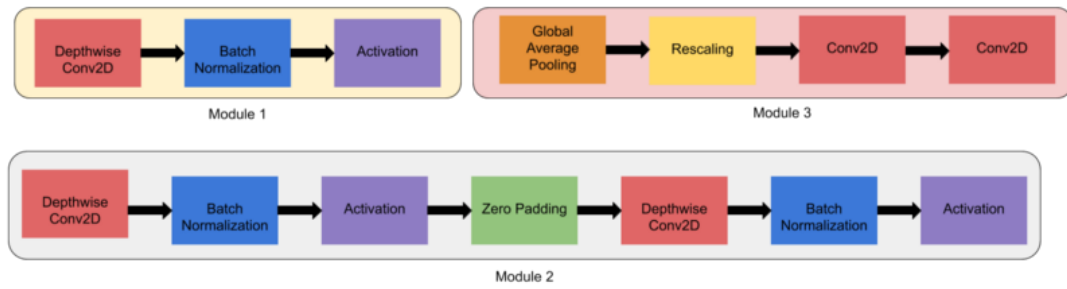 Depthwise
Conv2D
Batch
Normalization
Activation
Module 1
Global
Average
Pooling
Rescaling
Conv2D
Conv2D
Module 3
Depthwise
Conv2D
Batch
Normalization
Activation
Zero Padding
Depthwise
Conv2D
Batch
Normalization
Activation
Module 2